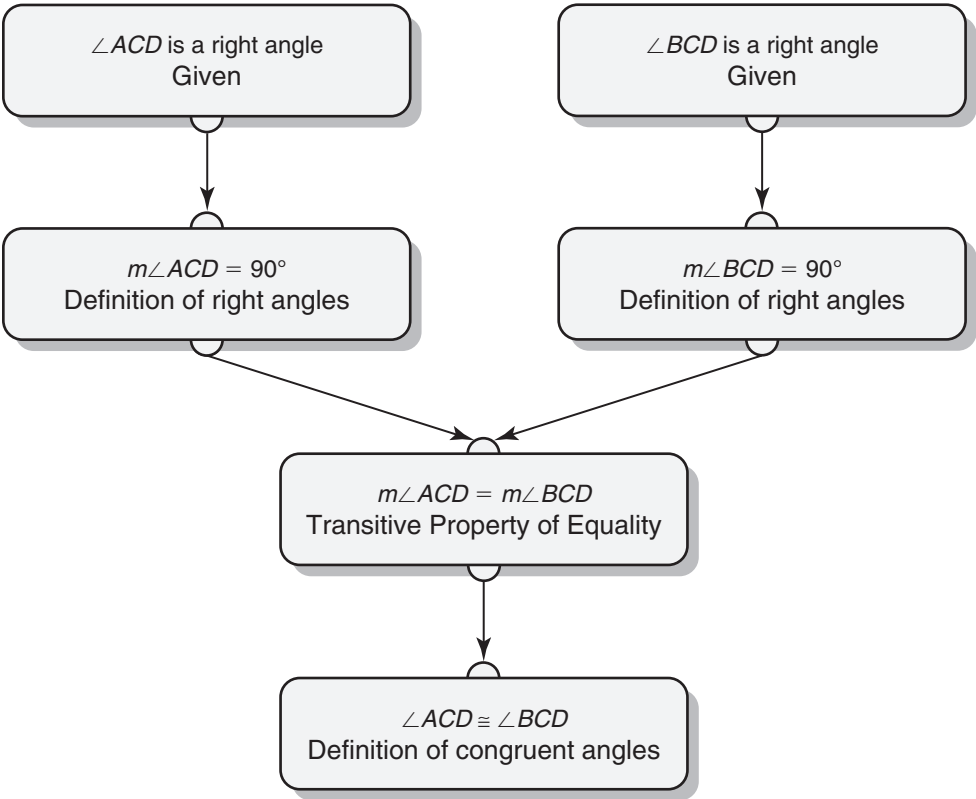 ∠ACD is a right angle
Given
∠BCD is a right angle
Given
m∠ACD = 90°
Definition of right angles
m∠BCD = 90°
Definition of right angles
m∠ACD = m∠BCD
Transitive Property of Equality
∠ACD ≅ ∠BCD
Definition of congruent angles